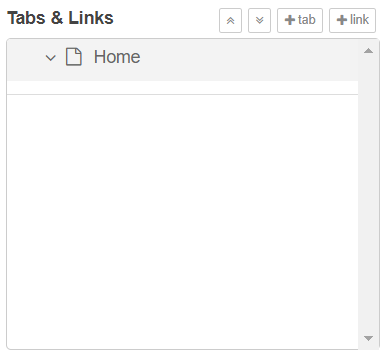 Tabs & Links
+ tab
+ link
Home